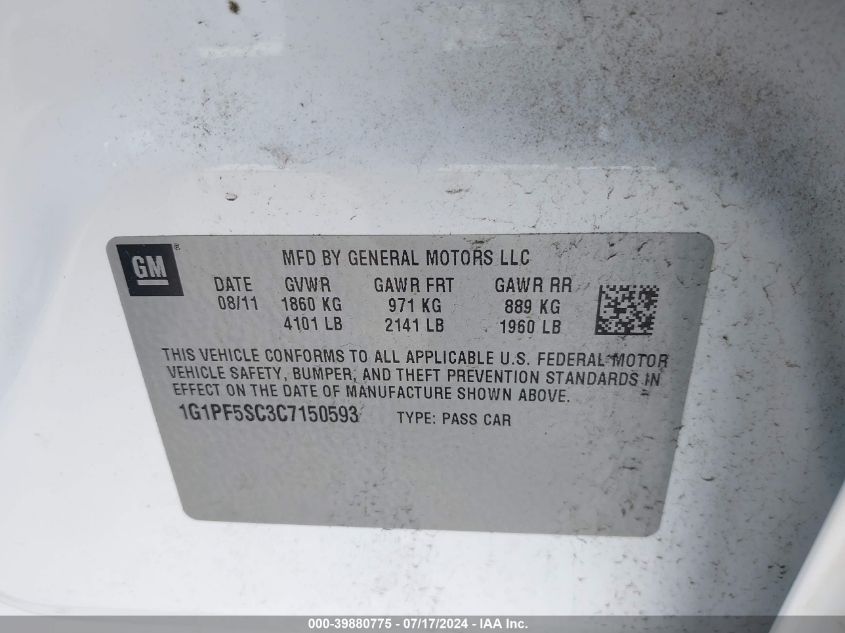 GM ®
MFD BY GENERAL MOTORS LLC
DATE GVWR GAWR FRT GAWR RR
08/11 1860 KG 971 KG 889 KG
4101 LB 2141 LB 1960 LB
THIS VEHICLE CONFORMS TO ALL APPLICABLE U.S. FEDERAL MOTOR
VEHICLE SAFETY, BUMPER, AND THEFT PREVENTION STANDARDS IN
EFFECT ON THE DATE OF MANUFACTURE SHOWN ABOVE.
1G1PF5SC3C7150593 TYPE: PASS CAR
000-39880775 - 07/17/2024 - IAA Inc.